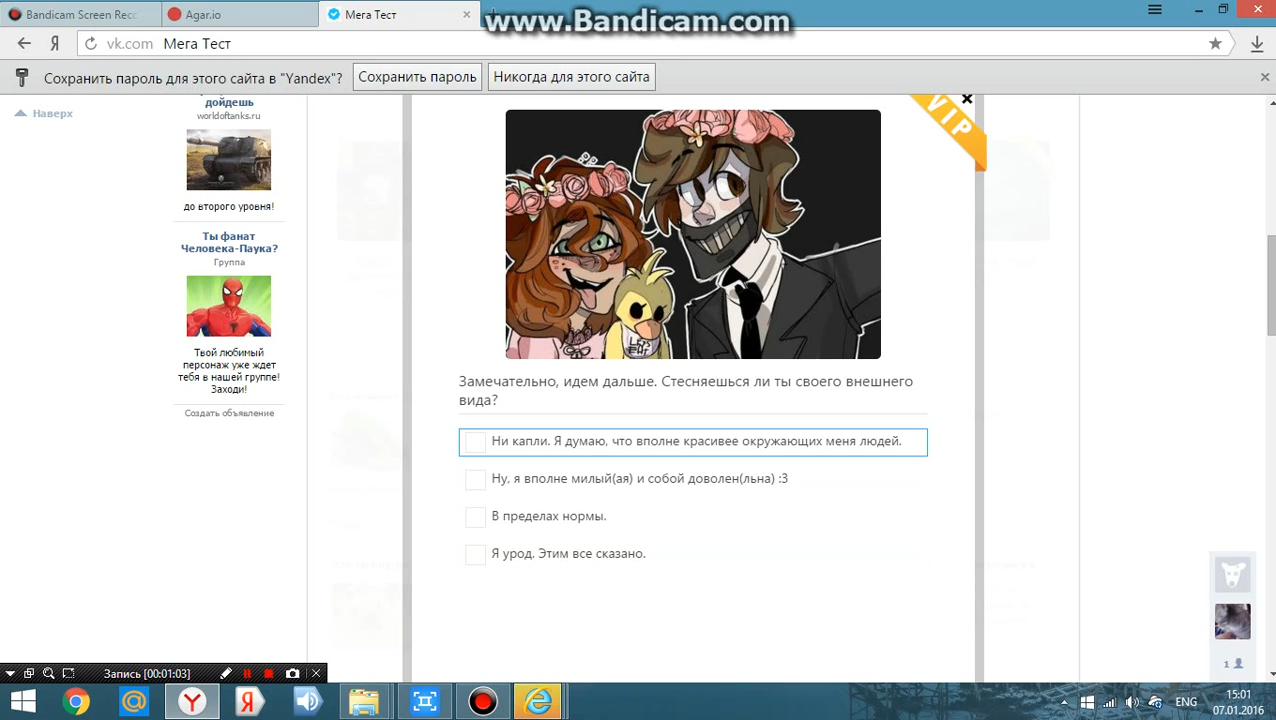 Bandicam Screen Reco
Agar.io
Мега Тест
www.Bandicam.com
vk.com
Мега Тест
Сохранить пароль для этого сайта в "Yandex"?
Сохранить пароль
Никогда для этого сайта
Наверх
дойдешь
worldoftanks.ru
до второго уровня!
Ты фанат
Человека-Паука?
Группа
Твой любимый
персонаж уже ждет
тебя в нашей группе!
Заходи!
Создать объявление
VIP
Замечательно, идем дальше. Стесняешься ли ты своего внешнего
вида?
Ни капли. Я думаю, что вполне красивее окружающих меня людей.
Ну, я вполне милый(ая) и собой доволен(льна) :3
В пределах нормы.
Я урод. Этим все сказано.
1
Запись [00:01:03]
ENG
15:01
07.01.2016